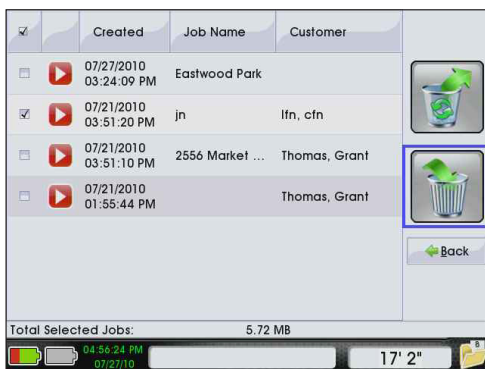 Created Job Name Customer
07/27/2010
03:24:09 PM Eastwood Park
07/21/2010
03:51:20 PM jn lfn, cfn
07/21/2010
03:51:10 PM 2556 Market ... Thomas, Grant
07/21/2010
01:55:44 PM Thomas, Grant
Back
Total Selected Jobs: 5.72 MB
04:56:24 PM
07/27/10
17' 2"
8